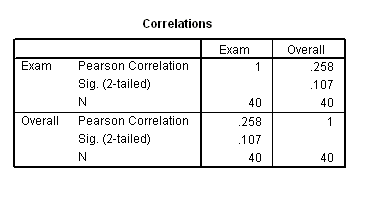 Correlations
Exam Overall
Exam Pearson Correlation 1 .258
Sig. (2-tailed) .107
N 40 40
Overall Pearson Correlation .258 1
Sig. (2-tailed) .107
N 40 40